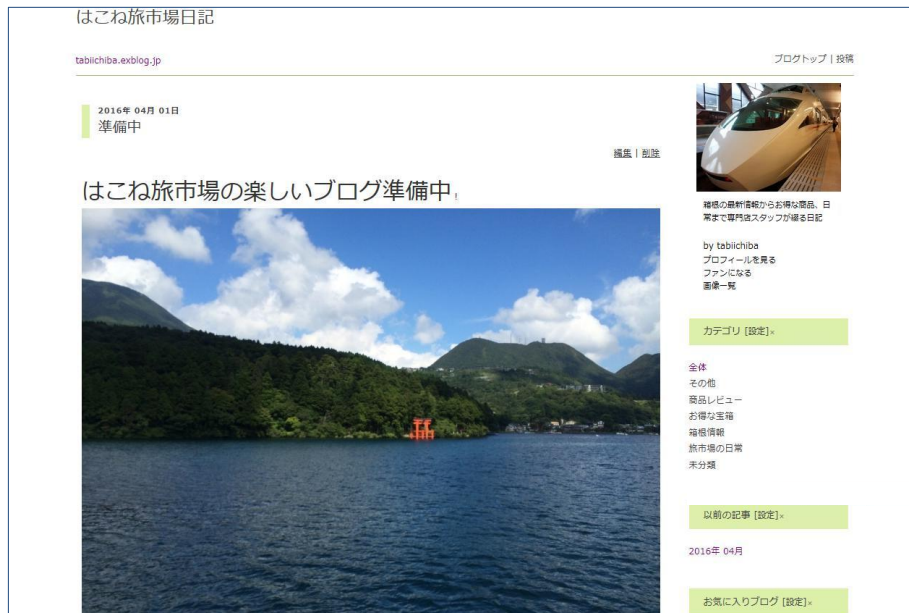 はこね旅市場日記
tabiichiba.exblog.jp
ブログトップ | 投稿
2016年 04月 01日
準備中
編集 | 削除
はこね旅市場の楽しいブログ準備中!
箱根の最新情報からお得な商品、日
常まで専門店スタッフが綴る日記
by tabiichiba
プロフィールを見る
ファンになる
画像一覧
カテゴリ [設定]×
全体
その他
商品レビュー
お得な宝箱
箱根情報
旅市場の日常
未分類
以前の記事 [設定]×
2016年 04月
お気に入りブログ [設定]×